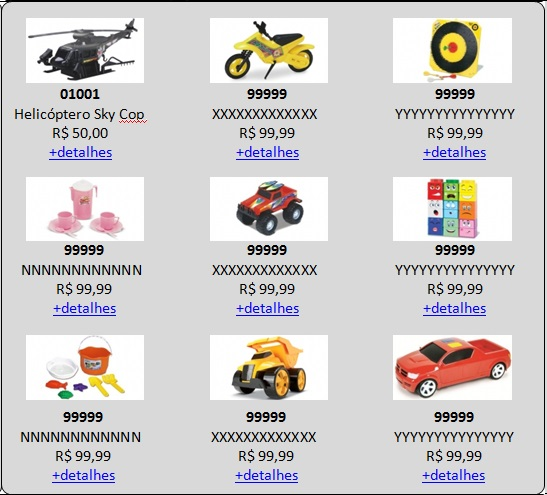 01001 99999 99999
Helicóptero Sky Cop XXXXXXXXXXXXX YYYYYYYYYYYYYYY
R$ 50,00 R$ 99,99 R$ 99,99
+detalhes +detalhes +detalhes
99999 99999 99999
NNNNNNNNNNNN XXXXXXXXXXXXX YYYYYYYYYYYYYYY
R$ 99,99 R$ 99,99 R$ 99,99
+detalhes +detalhes +detalhes
99999 99999 99999
NNNNNNNNNNNN XXXXXXXXXXXXX YYYYYYYYYYYYYYY
R$ 99,99 R$ 99,99 R$ 99,99
+detalhes +detalhes +detalhes